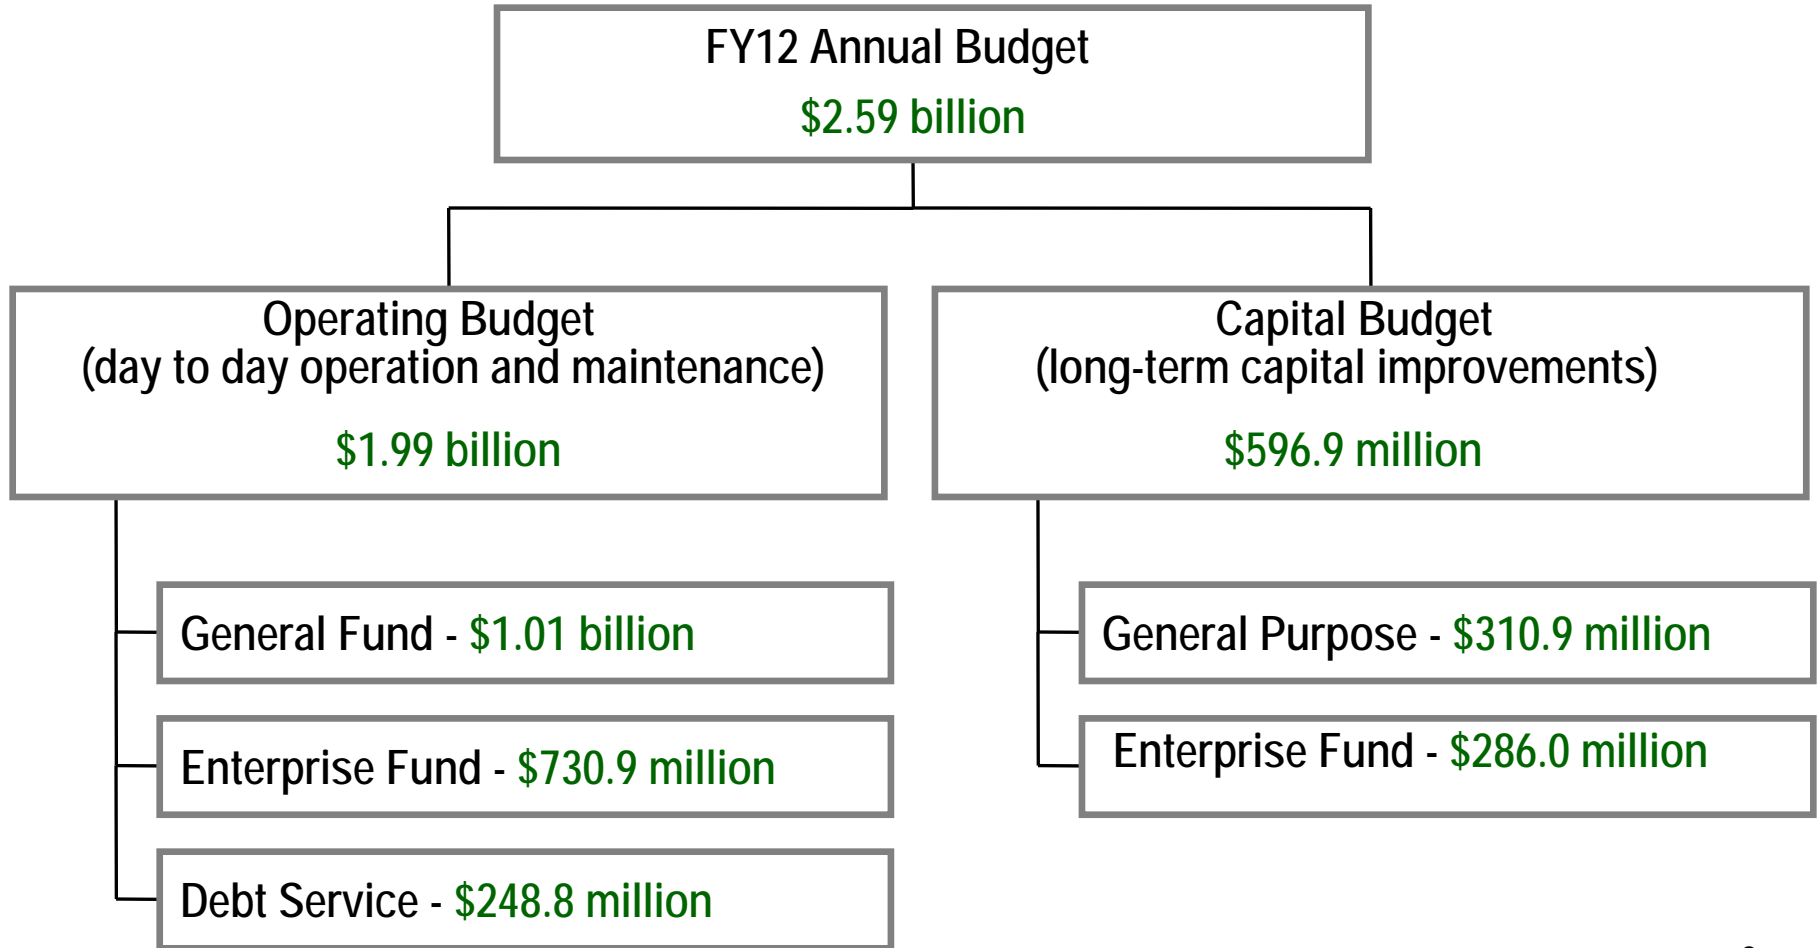 FY12 Annual Budget
$2.59 billion
Operating Budget
(day to day operation and maintenance)
$1.99 billion
Capital Budget
(long-term capital improvements)
$596.9 million
General Fund - $1.01 billion
Enterprise Fund - $730.9 million
Debt Service - $248.8 million
General Purpose - $310.9 million
Enterprise Fund - $286.0 million